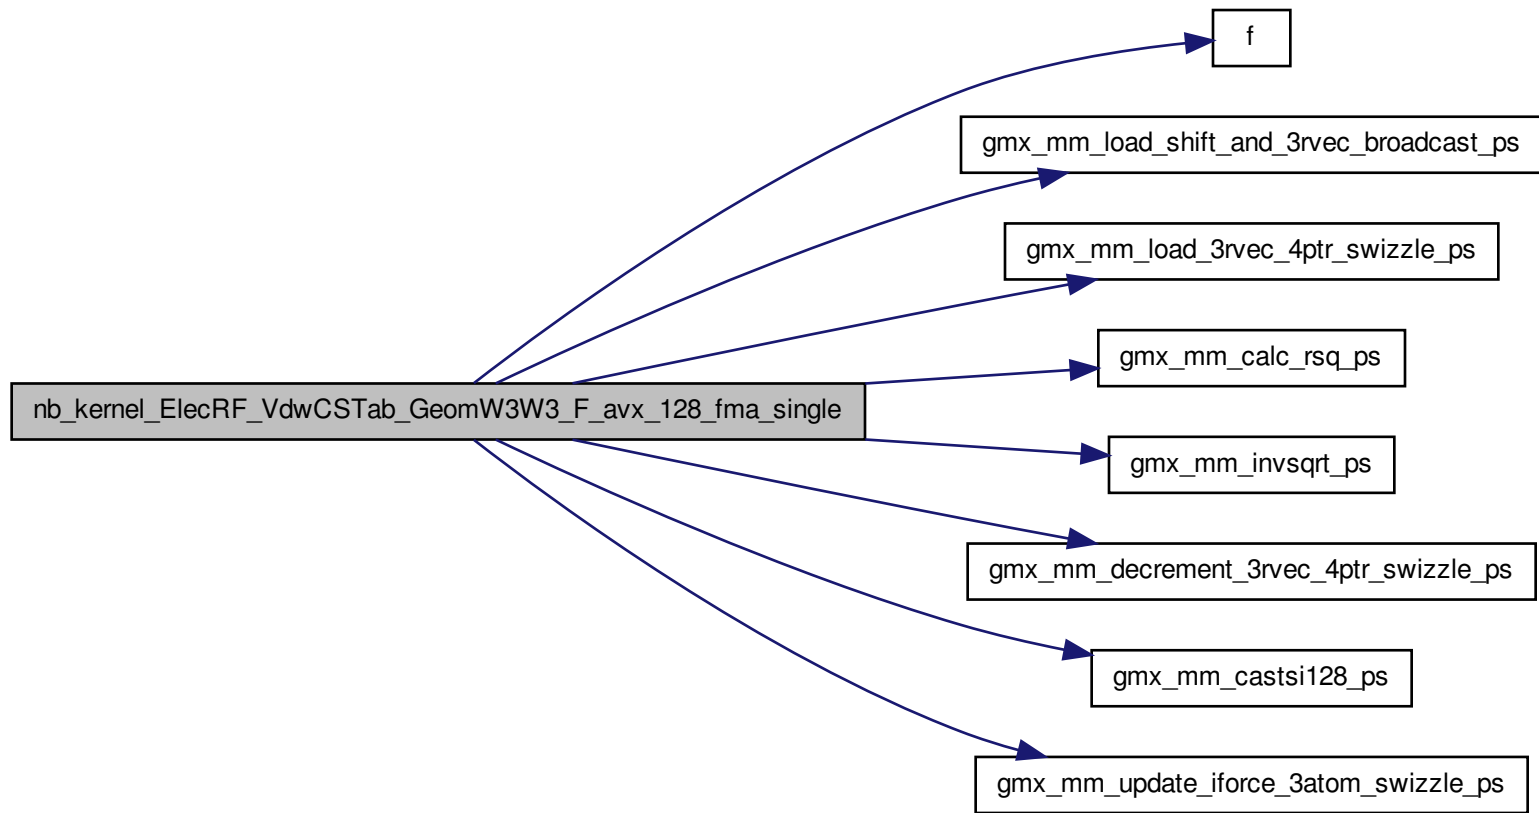 f
gmx_mm_load_shift_and_3rvec_broadcast_ps
gmx_mm_load_3rvec_4ptr_swizzle_ps
gmx_mm_calc_rsq_ps
nb_kernel_ElecRF_VdwCSTab_GeomW3W3_F_avx_128_fma_single
gmx_mm_invsqrt_ps
gmx_mm_decrement_3rvec_4ptr_swizzle_ps
gmx_mm_castsi128_ps
gmx_mm_update_iforce_3atom_swizzle_ps